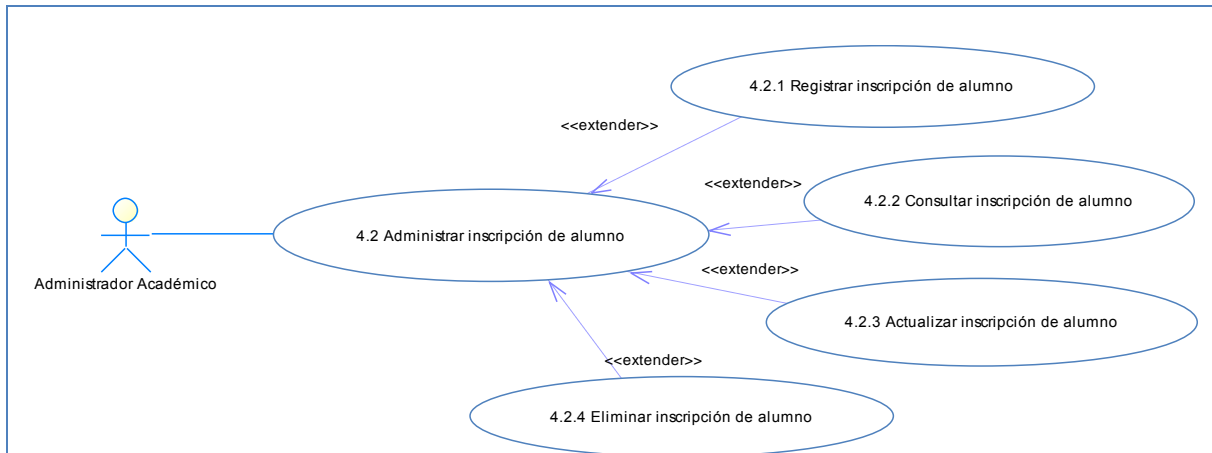 4.2.1 Registrar inscripción de alumno
<<extender>>
<<extender>>
4.2.2 Consultar inscripción de alumno
4.2 Administrar inscripción de alumno
<<extender>>
Administrador Académico
4.2.3 Actualizar inscripción de alumno
<<extender>>
4.2.4 Eliminar inscripción de alumno